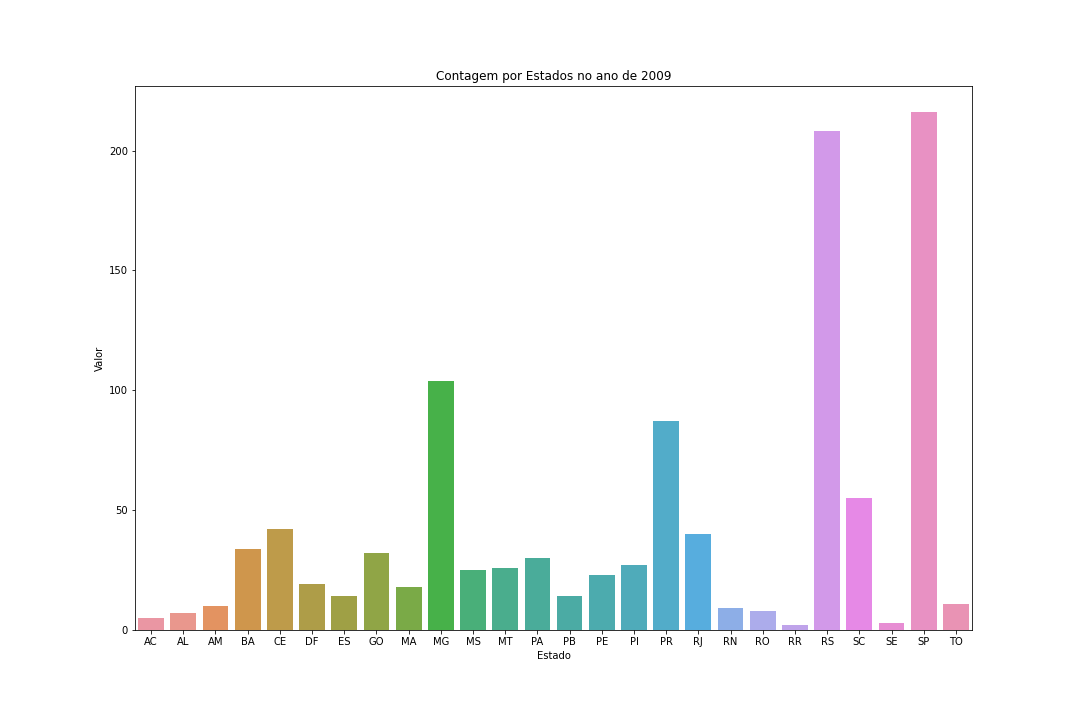 Contagem por Estados no ano de 2009
Valor
200
150
100
50
0
AC AL AM BA CE DF ES GO MA MG MS MT PA PB PE PI PR RJ RN RO RR RS SC SE SP TO
Estado